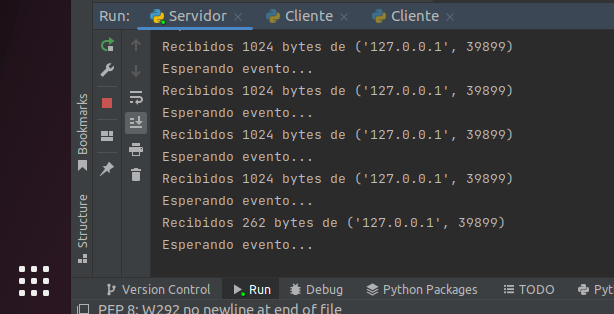 Run: Servidor × Cliente × Cliente ×
Recibidos 1024 bytes de ('127.0.0.1', 39899)
Esperando evento...
Recibidos 1024 bytes de ('127.0.0.1', 39899)
Esperando evento...
Recibidos 1024 bytes de ('127.0.0.1', 39899)
Esperando evento...
Recibidos 1024 bytes de ('127.0.0.1', 39899)
Esperando evento...
Recibidos 262 bytes de ('127.0.0.1', 39899)
Esperando evento...
Bookmarks
Structure
Version Control Run Debug Python Packages TODO Pyt
PEP 8: W292 no newline at end of file